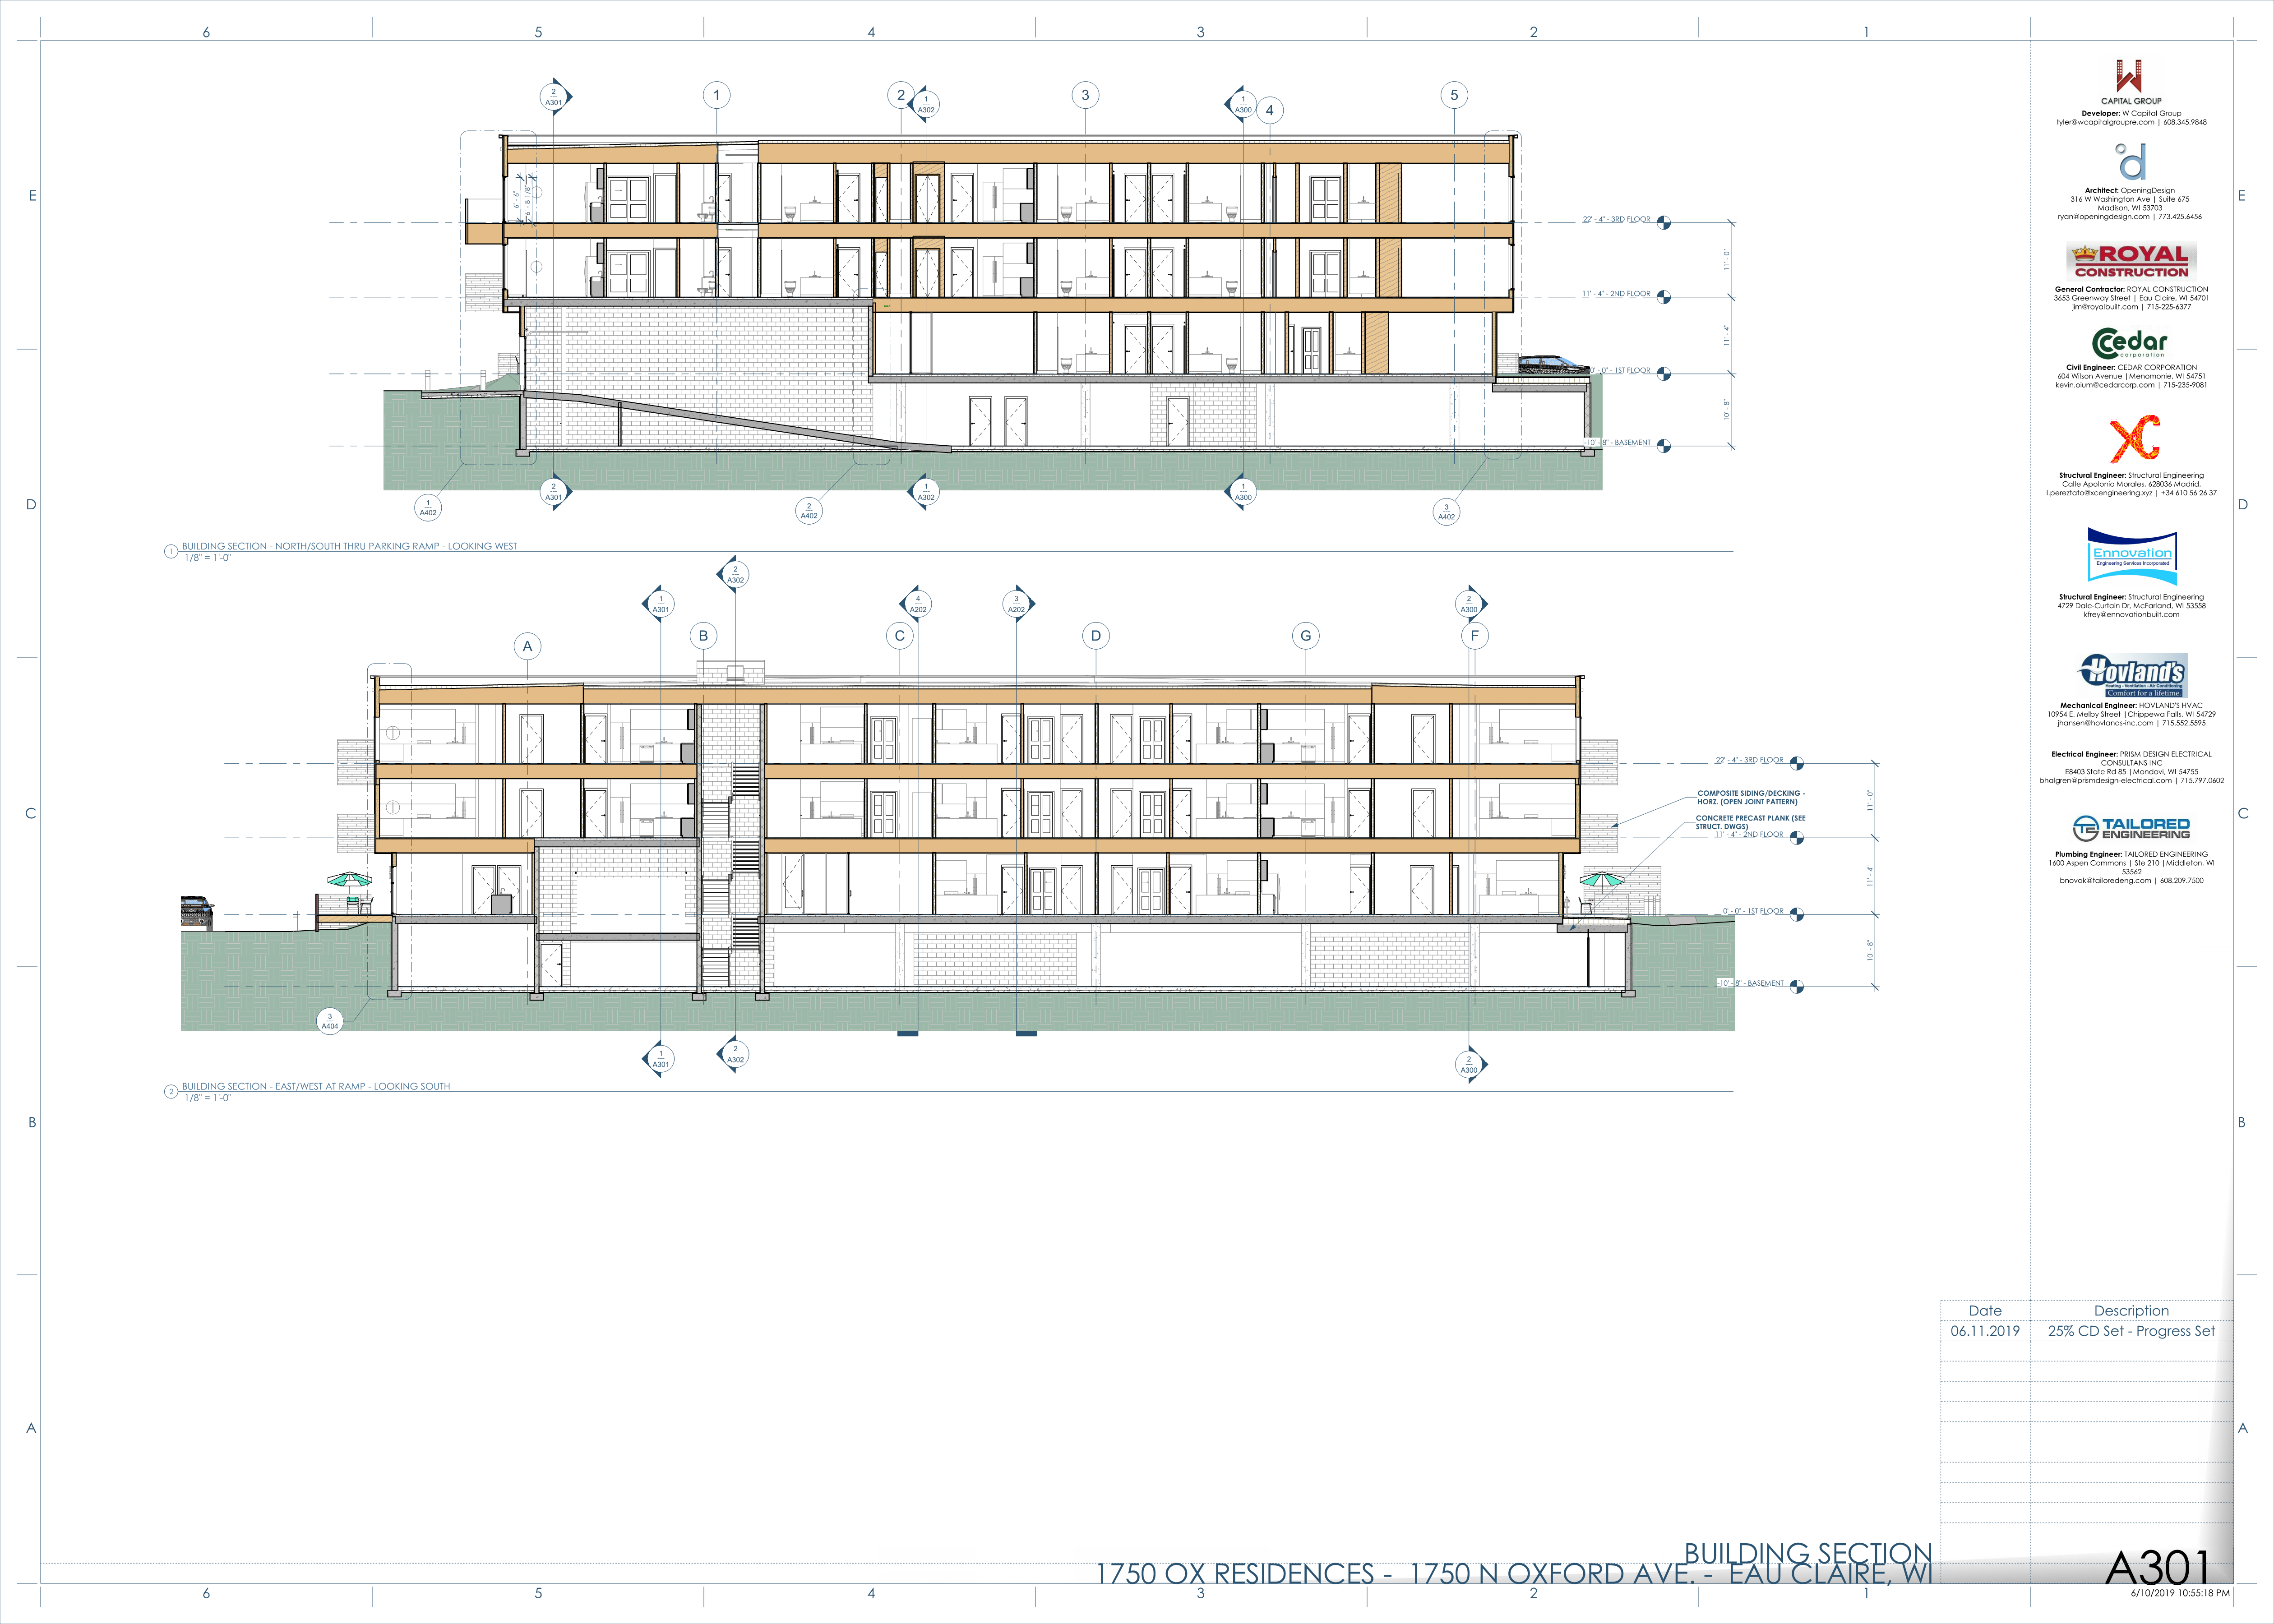 6 5 4 3 2 1
E E
D D
C C
B B
A A
2
A301
1
2
1
A302
3
1
A300
4
5
6' - 6"
6' - 8 1/8"
22' - 4" - 3RD FLOOR
11' - 0"
11' - 4" - 2ND FLOOR
11' - 4"
0' - 0" - 1ST FLOOR
10' - 8"
-10' - 8" - BASEMENT
2
A301
1
A302
1
A300
1
A402
2
A402
3
A402
1 BUILDING SECTION - NORTH/SOUTH THRU PARKING RAMP - LOOKING WEST
1/8" = 1'-0"
2
A302
1
A301
4
A202
3
A202
2
A300
A B C D G F
22' - 4" - 3RD FLOOR
COMPOSITE SIDING/DECKING -
HORZ. (OPEN JOINT PATTERN)
11' - 0"
CONCRETE PRECAST PLANK (SEE
STRUCT. DWGS)
11' - 4" - 2ND FLOOR
11' - 4"
0' - 0" - 1ST FLOOR
10' - 8"
-10' - 8" - BASEMENT
3
A404
1
A301
2
A302
2
A300
2 BUILDING SECTION - EAST/WEST AT RAMP - LOOKING SOUTH
1/8" = 1'-0"
CAPITAL GROUP
Developer: W Capital Group
tyler@wcapitalgroupre.com | 608.345.9848
d
Architect: OpeningDesign
316 W Washington Ave | Suite 675
Madison, WI 53703
ryan@openingdesign.com | 773.425.6456
ROYAL
CONSTRUCTION
General Contractor: ROYAL CONSTRUCTION
3653 Greenway Street | Eau Claire, WI 54701
jim@royalbuilt.com | 715-225-6377
Cedar
corporation
Civil Engineer: CEDAR CORPORATION
604 Wilson Avenue |Menomonie, WI 54751
kevin.oium@cedarcorp.com | 715-235-9081
XC
Structural Engineer: Structural Engineering
Calle Apolonio Morales, 628036 Madrid,
l.pereztato@xcengineering.xyz | +34 610 56 26 37
Ennovation
Engineering Services Incorporated
Structural Engineer: Structural Engineering
4729 Dale-Curtain Dr, McFarland, WI 53558
kfrey@ennovationbuilt.com
Hovland's
Heating - Ventilation - Air Conditioning
Comfort for a lifetime.
Mechanical Engineer: HOVLAND'S HVAC
10954 E. Melby Street |Chippewa Falls, WI 54729
jhansen@hovlands-inc.com | 715.552.5595
Electrical Engineer: PRISM DESIGN ELECTRICAL
CONSULTANS INC
E8403 State Rd 85 |Mondovi, WI 54755
bhalgren@prismdesign-electrical.com | 715.797.0602
TAILORED
ENGINEERING
Plumbing Engineer: TAILORED ENGINEERING
1600 Aspen Commons | Ste 210 |Middleton, WI
53562
bnovak@tailoredeng.com | 608.209.7500
Date Description
06.11.2019 25% CD Set - Progress Set
BUILDING SECTION
1750 OX RESIDENCES - 1750 N OXFORD AVE. - EAU CLAIRE, WI
A301
6/10/2019 10:55:18 PM
6 5 4 3 2 1